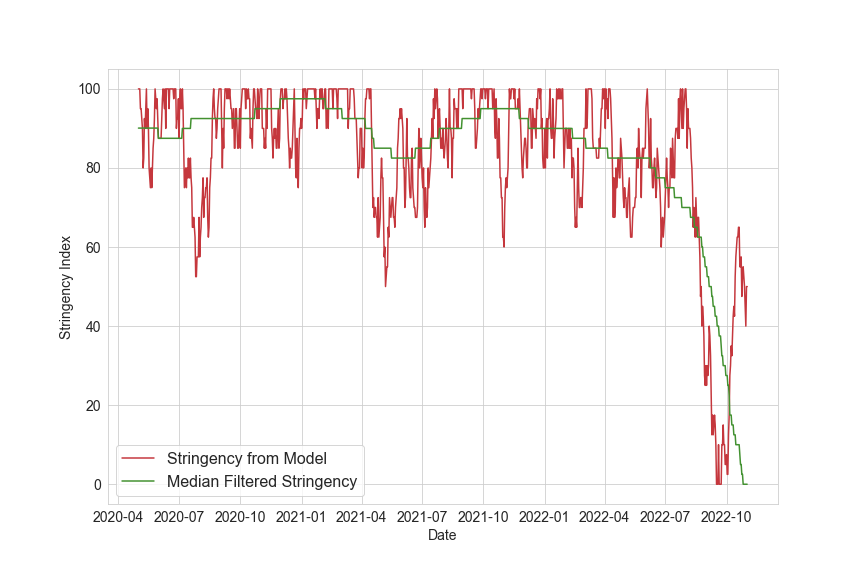 100
80
60
40
20
0
Stringency Index
Stringency from Model
Median Filtered Stringency
2020-04 2020-07 2020-10 2021-01 2021-04 2021-07 2021-10 2022-01 2022-04 2022-07 2022-10
Date